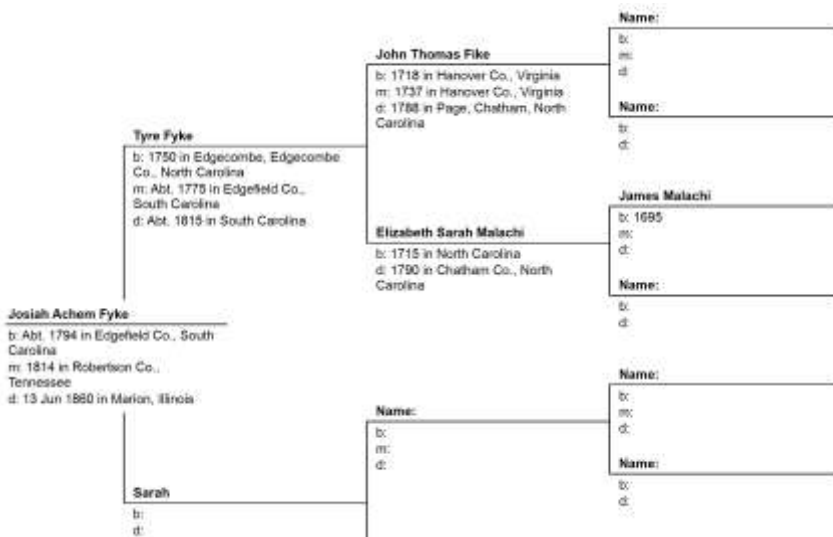 Name:
b:
m:
d:
John Thomas Fike
b: 1718 in Hanover Co., Virginia
m: 1737 in Hanover Co., Virginia
d: 1788 in Page, Chatham, North
Carolina
Name:
b:
d:
Tyre Fyke
b: 1750 in Edgecombe, Edgecombe
Co., North Carolina
m: Abt. 1775 in Edgefield Co.,
South Carolina
d: Abt. 1815 in South Carolina
James Malachi
b: 1695
m:
d:
Elizabeth Sarah Malachi
b: 1715 in North Carolina
d: 1790 in Chatham Co., North
Carolina
Name:
b:
d:
Josiah Achem Fyke
b: Abt. 1794 in Edgefield Co., South
Carolina
m: 1814 in Robertson Co.,
Tennessee
d: 13 Jun 1860 in Marion, Illinois
Name:
b:
m:
d:
Name:
b:
m:
d:
Name:
b:
d:
Sarah
b:
d: